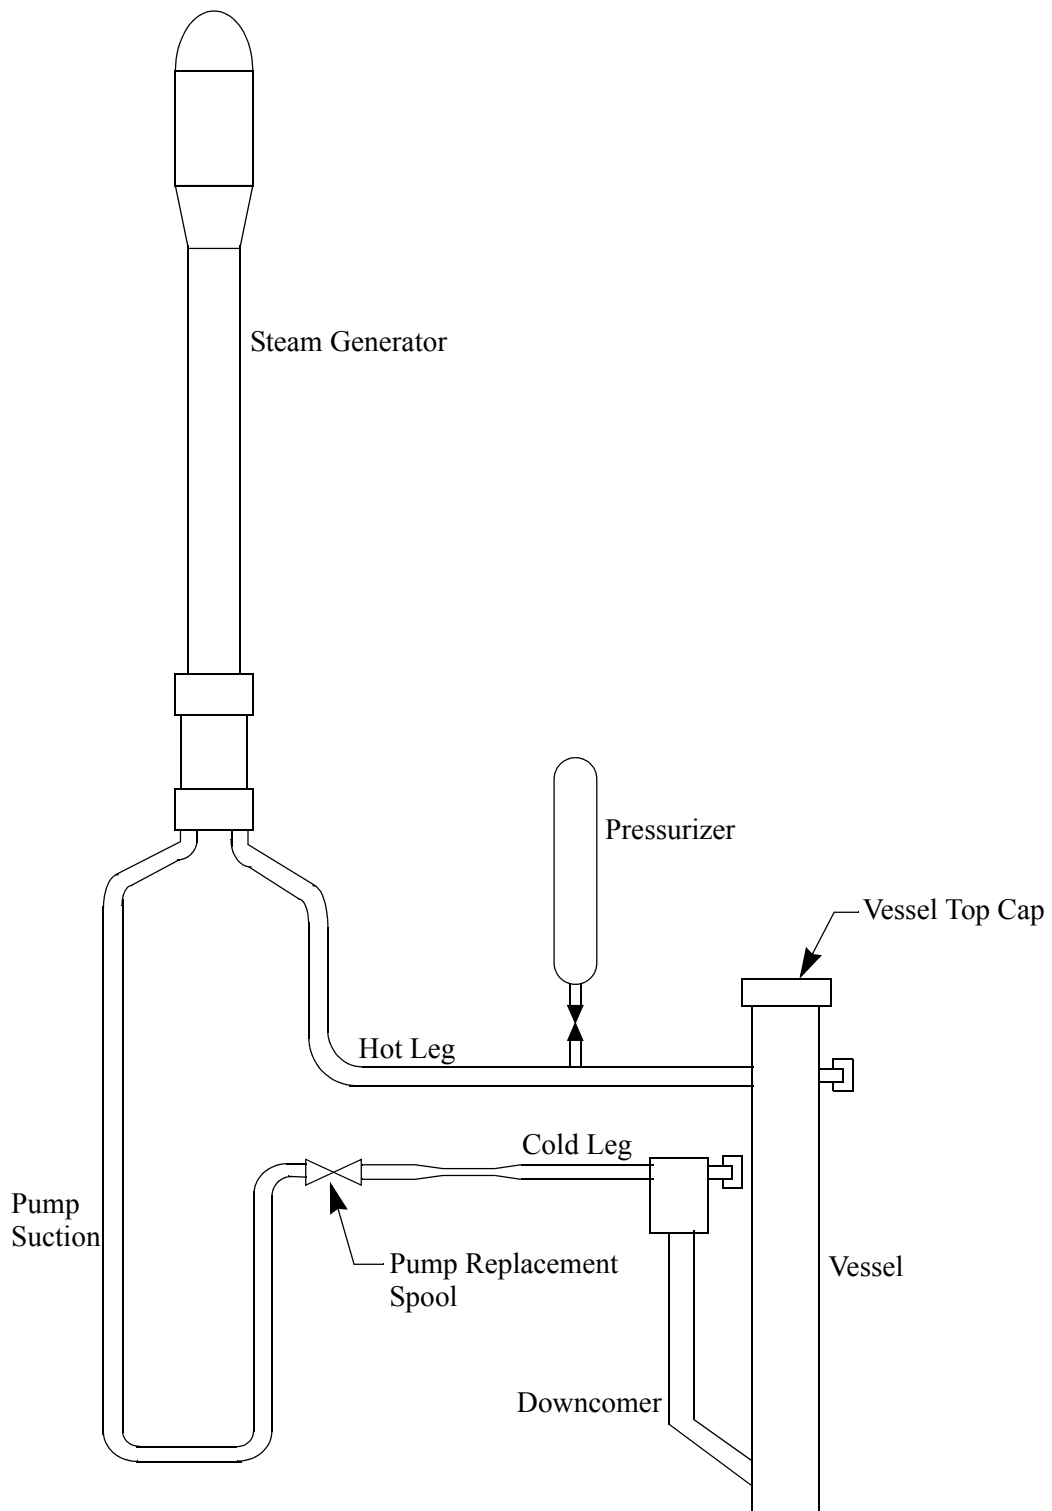 Steam Generator
Pressurizer
Vessel Top Cap
Hot Leg
Cold Leg
Pump
Suction
Pump Replacement
Spool
Vessel
Downcomer